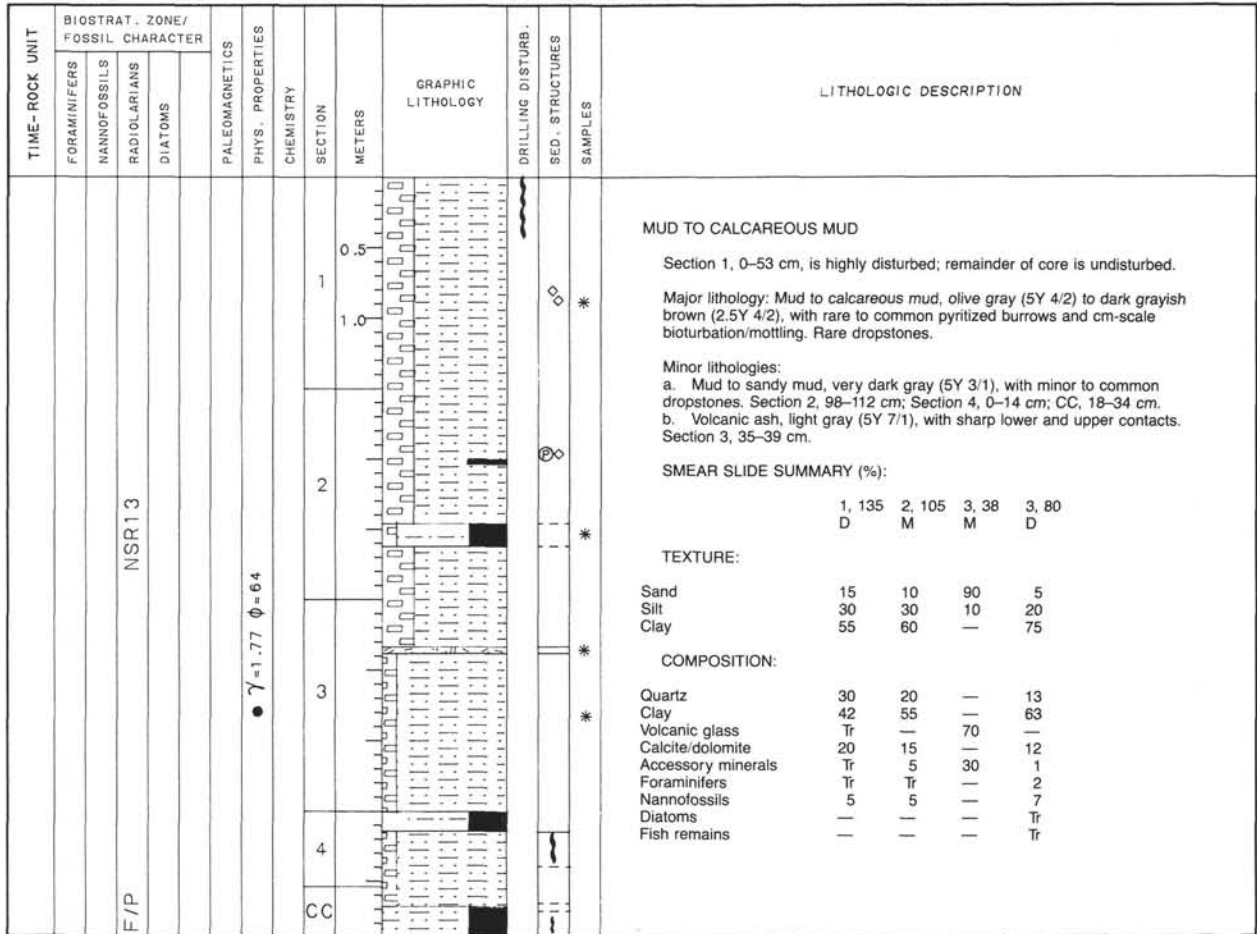 TIME-ROCK UNIT
BIOSTRAT. ZONE/
FOSSIL CHARACTER
FORAMINIFERS
NANNOFOSSILS
RADIOLARIANS
DIATOMS
PALEOMAGNETICS
PHYS. PROPERTIES
CHEMISTRY
SECTION
METERS
GRAPHIC
LITHOLOGY
DRILLING DISTURB.
SED. STRUCTURES
SAMPLES
LITHOLOGIC DESCRIPTION
NSR13
F/P
● γ=1.77 φ=64
1
0.5
1.0
2
3
4
CC
P
*
*
*
*
MUD TO CALCAREOUS MUD
Section 1, 0–53 cm, is highly disturbed; remainder of core is undisturbed.
Major lithology: Mud to calcareous mud, olive gray (5Y 4/2) to dark grayish
brown (2.5Y 4/2), with rare to common pyritized burrows and cm-scale
bioturbation/mottling. Rare dropstones.
Minor lithologies:
a. Mud to sandy mud, very dark gray (5Y 3/1), with minor to common
dropstones. Section 2, 98–112 cm; Section 4, 0–14 cm; CC, 18–34 cm.
b. Volcanic ash, light gray (5Y 7/1), with sharp lower and upper contacts.
Section 3, 35–39 cm.
SMEAR SLIDE SUMMARY (%):
1, 135 2, 105 3, 38 3, 80
D M M D
TEXTURE:
Sand 15 10 90 5
Silt 30 30 10 20
Clay 55 60 — 75
COMPOSITION:
Quartz 30 20 — 13
Clay 42 55 — 63
Volcanic glass Tr — 70 —
Calcite/dolomite 20 15 — 12
Accessory minerals Tr 5 30 1
Foraminifers Tr Tr — 2
Nannofossils 5 5 — 7
Diatoms — — — Tr
Fish remains — — — Tr